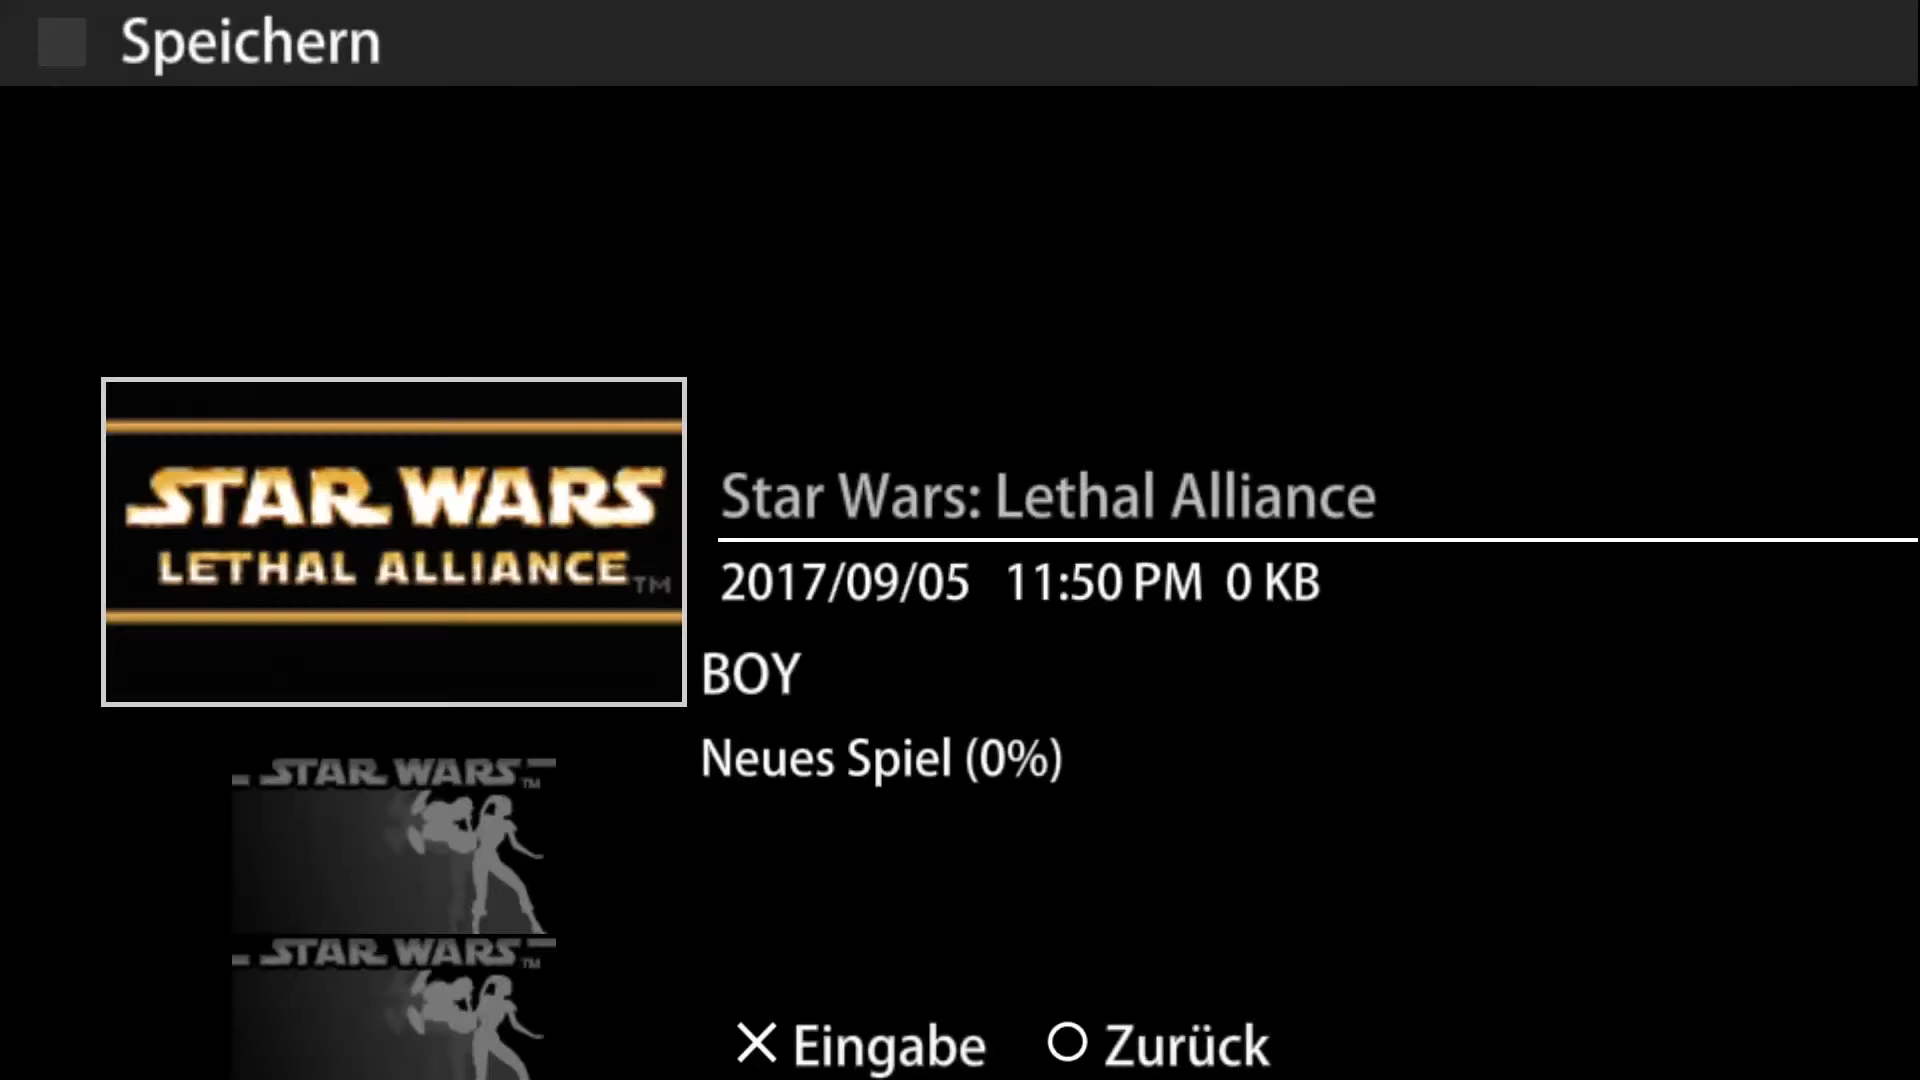 Speichern
STAR WARS
LETHAL ALLIANCE TM
Star Wars: Lethal Alliance
2017/09/05 11:50 PM 0 KB
BOY
Neues Spiel (0%)
STAR WARS TM
STAR WARS TM
Eingabe Zurück